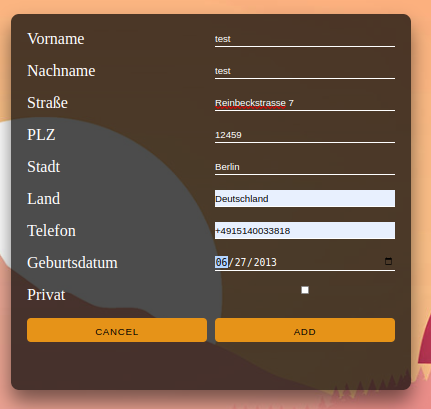 Vorname test
Nachname test
Straße Reinbeckstrasse 7
PLZ 12459
Stadt Berlin
Land Deutschland
Telefon +4915140033818
Geburtsdatum 06/27/2013
Privat
CANCEL ADD